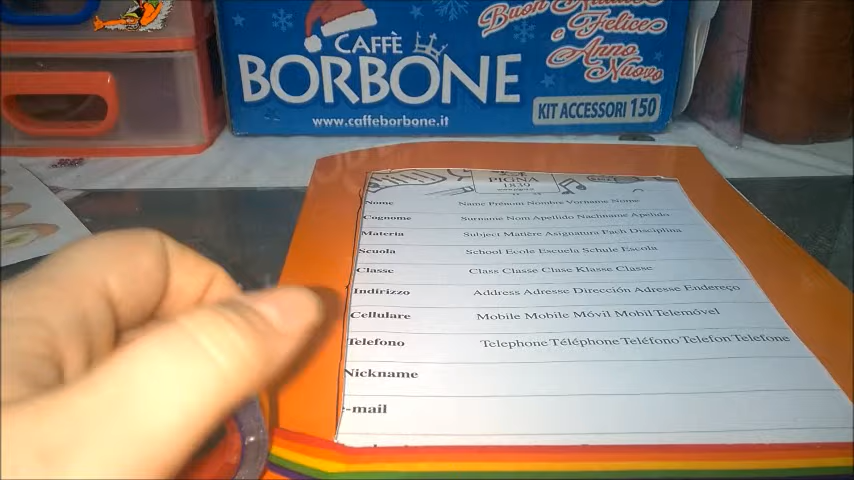 Buon Natale
e Felice
Anno
Nuovo
CAFFÈ
BORBONE
KIT ACCESSORI 150
www.caffeborbone.it
PIGNA
1839
Nome Name Prénom Nombre Vorname Nome
Cognome Surname Nom Apellido Nachname Apelido
Materia Subject Matière Asignatura Fach Disciplina
Scuola School École Escuela Schule Escola
Classe Class Classe Clase Klasse Classe
Indirizzo Address Adresse Dirección Adresse Endereço
Cellulare Mobile Mobile Móvil Mobil Telemóvel
Telefono Telephone Téléphone Teléfono Telefon Telefone
Nickname
-mail